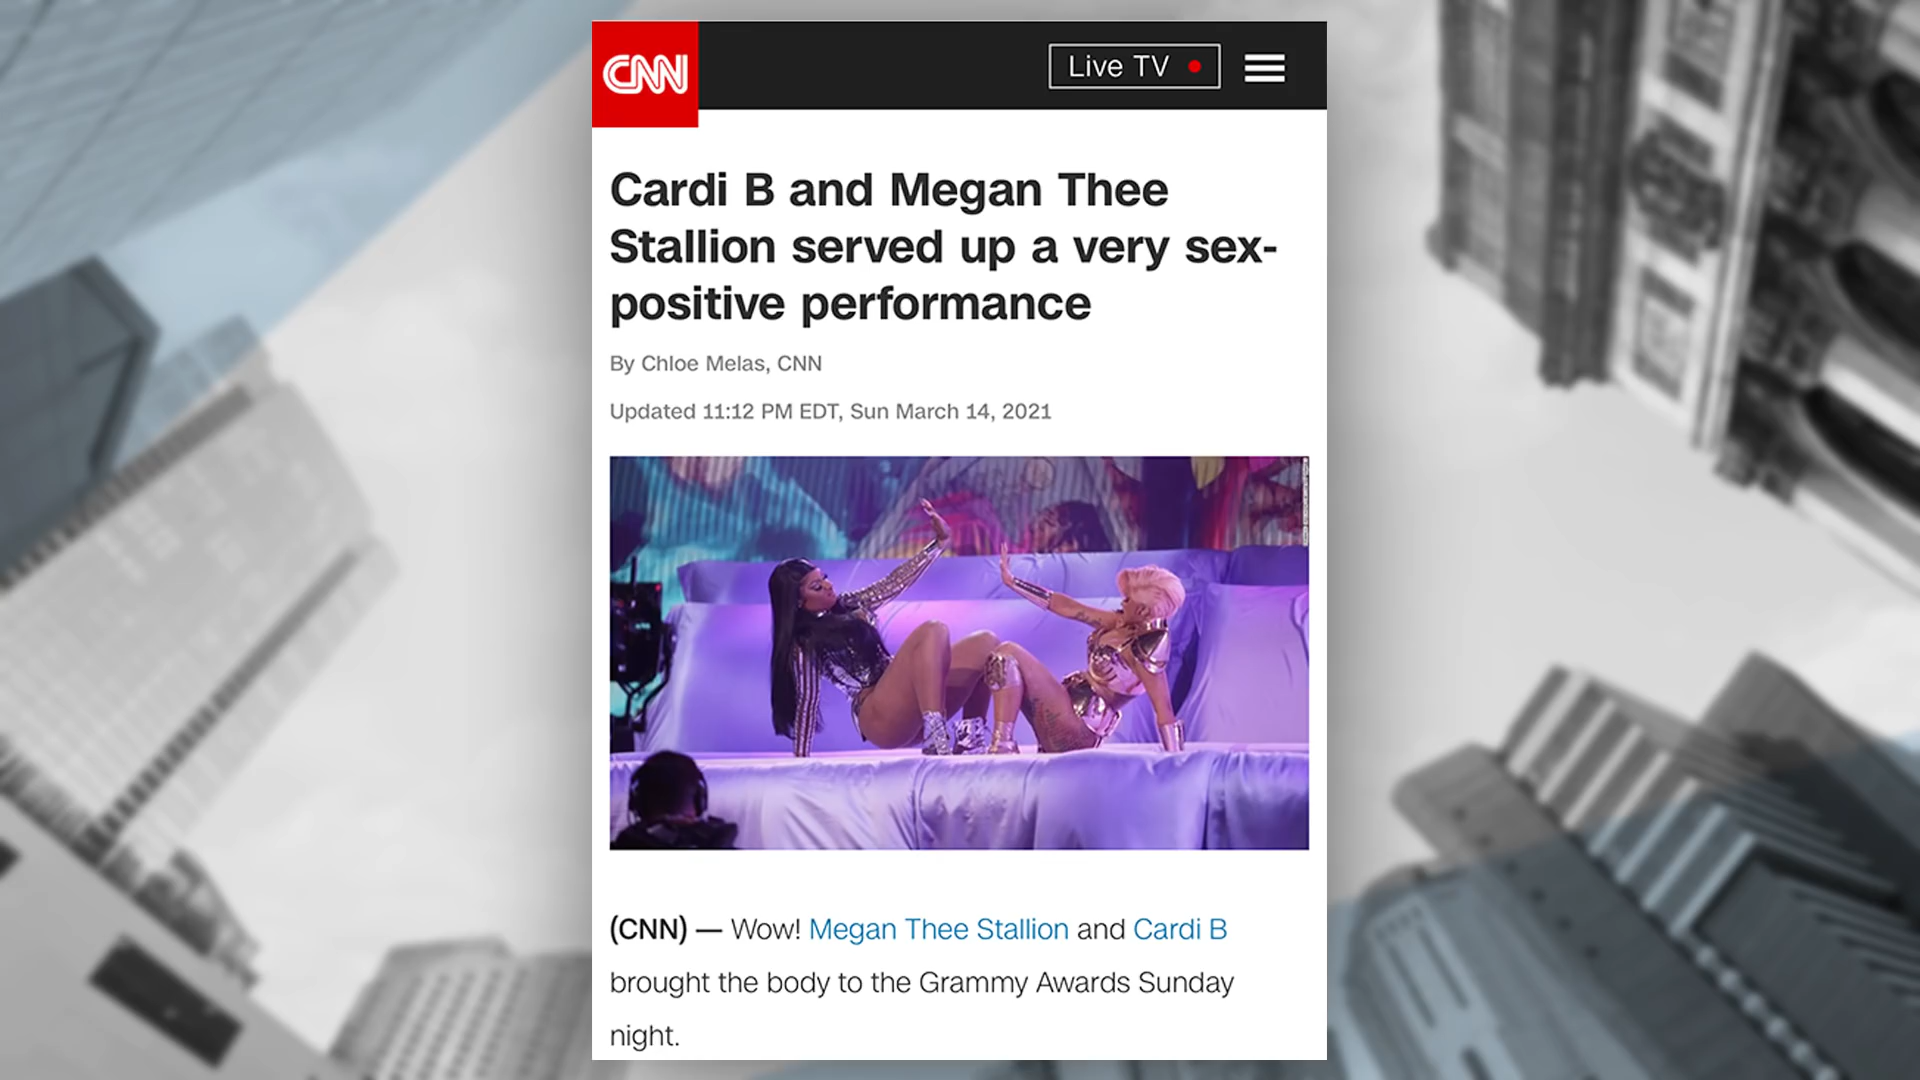 CNN
Live TV
Cardi B and Megan Thee
Stallion served up a very sex-
positive performance
By Chloe Melas, CNN
Updated 11:12 PM EDT, Sun March 14, 2021
(CNN) — Wow! Megan Thee Stallion and Cardi B
brought the body to the Grammy Awards Sunday
night.